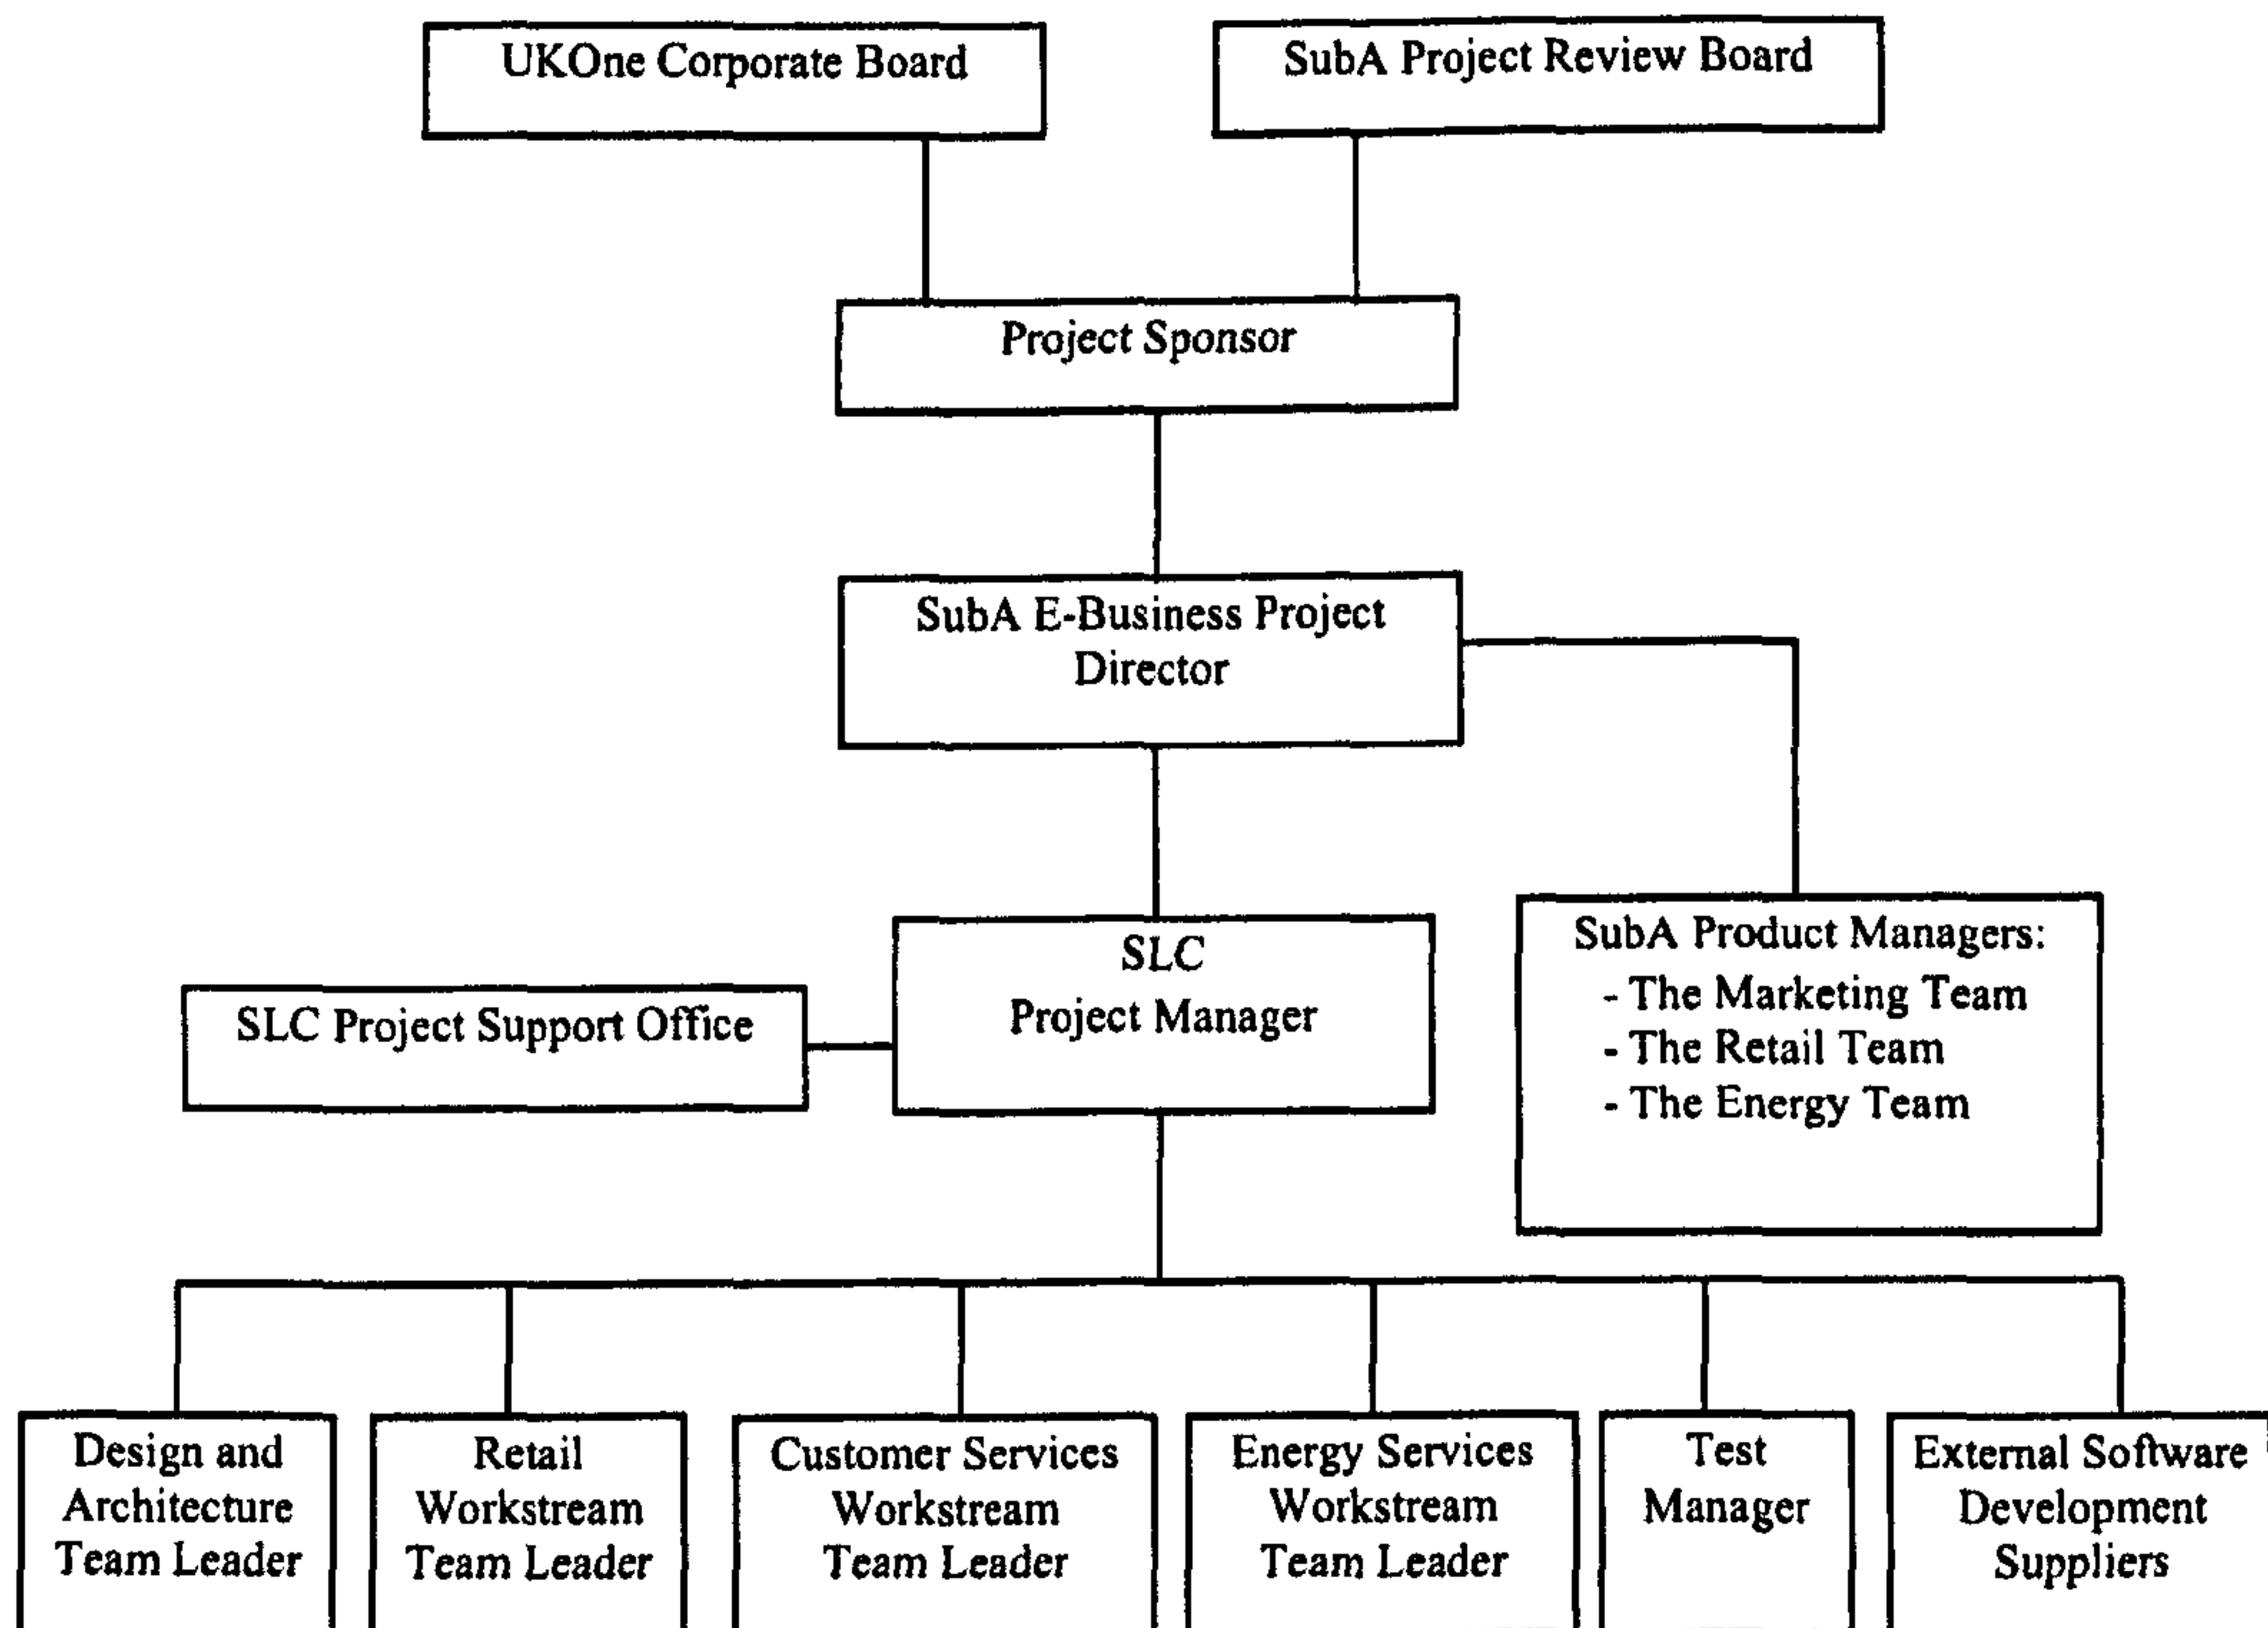 UKOne Corporate Board
SubA Project Review Board
Project Sponsor
SubA E-Business Project
Director
SLC
Project Manager
SLC Project Support Office
SubA Product Managers:
- The Marketing Team
- The Retail Team
- The Energy Team
Design and
Architecture
Team Leader
Retail
Workstream
Team Leader
Customer Services
Workstream
Team Leader
Energy Services
Workstream
Team Leader
Test
Manager
External Software
Development
Suppliers